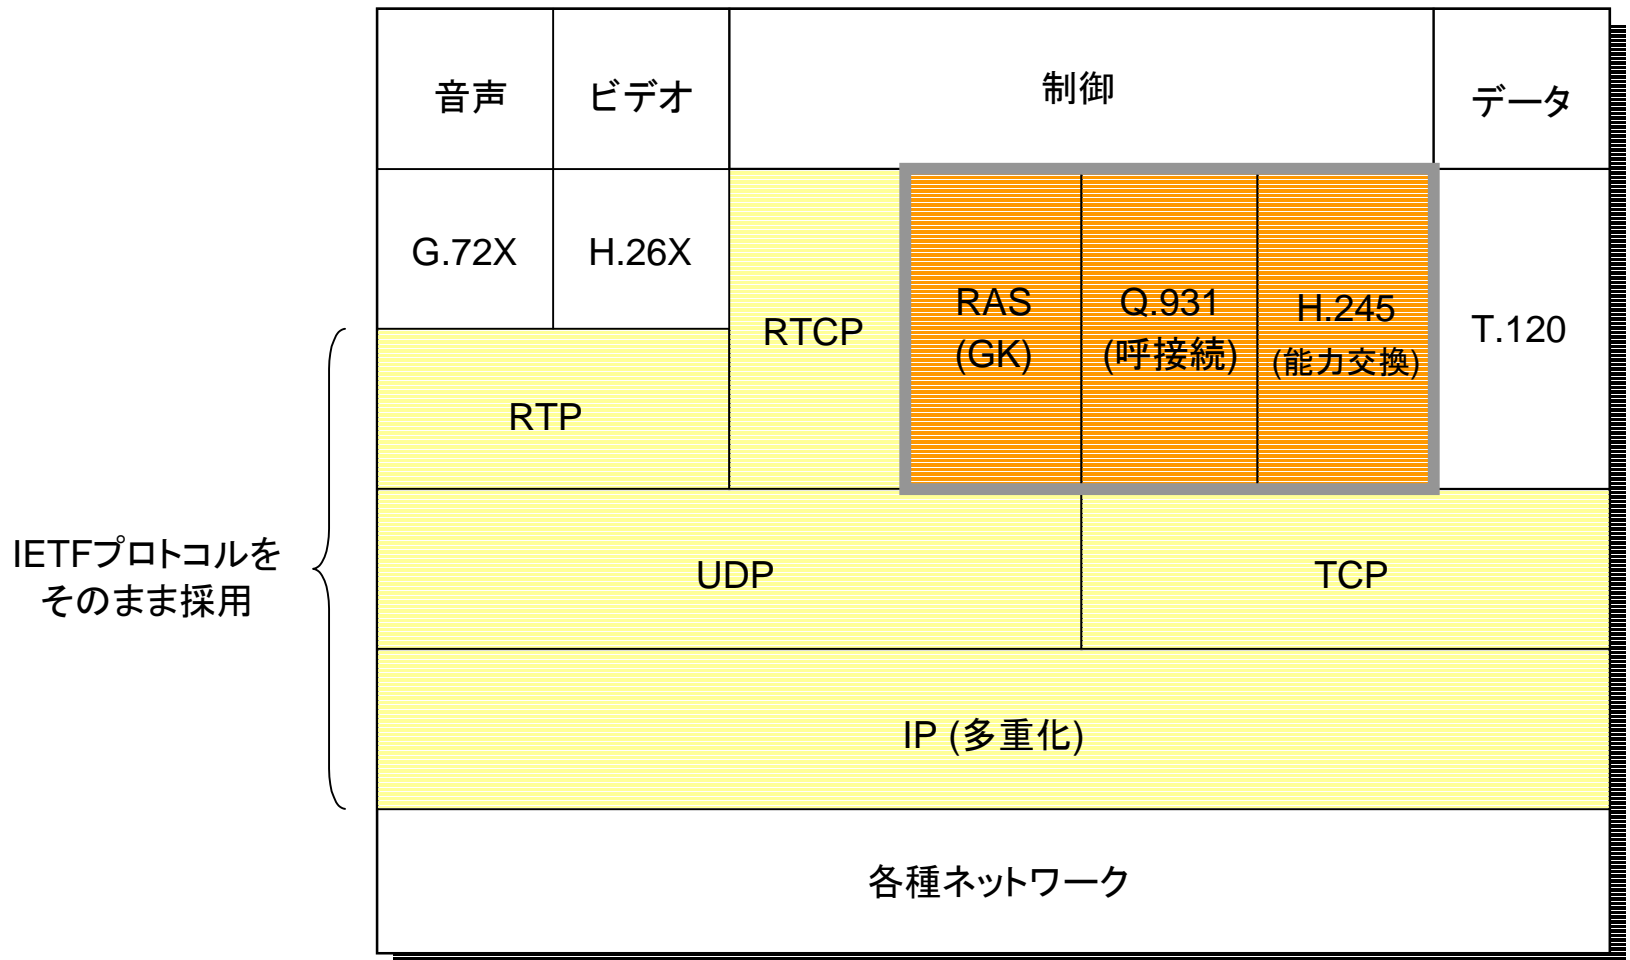 音声
ビデオ
制御
データ
G.72X
H.26X
RTCP
RAS
(GK)
Q.931
(呼接続)
H.245
(能力交換)
T.120
RTP
IETFプロトコルを
そのまま採用
UDP
TCP
IP (多重化)
各種ネットワーク